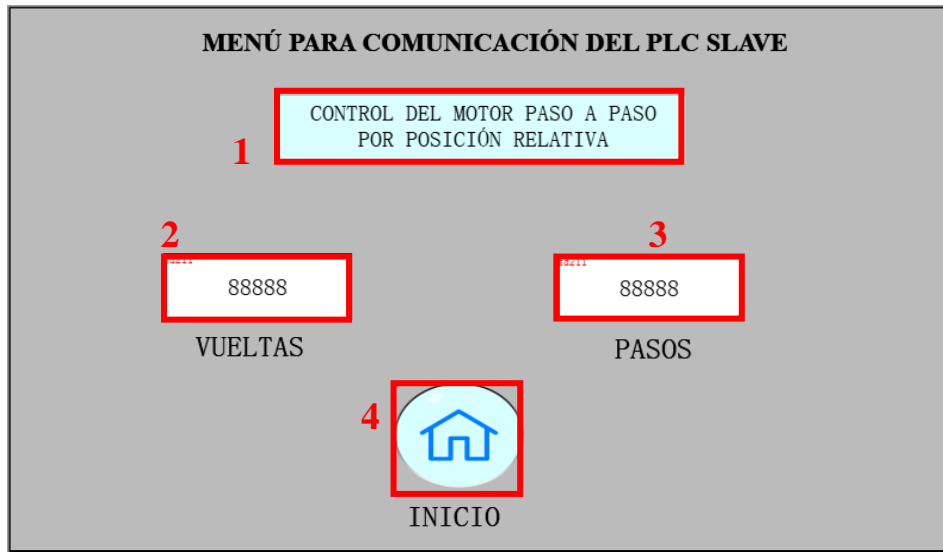 MENÚ PARA COMUNICACIÓN DEL PLC SLAVE
CONTROL DEL MOTOR PASO A PASO
POR POSICIÓN RELATIVA
1
2
3
88888
88888
VUELTAS
PASOS
4
INICIO